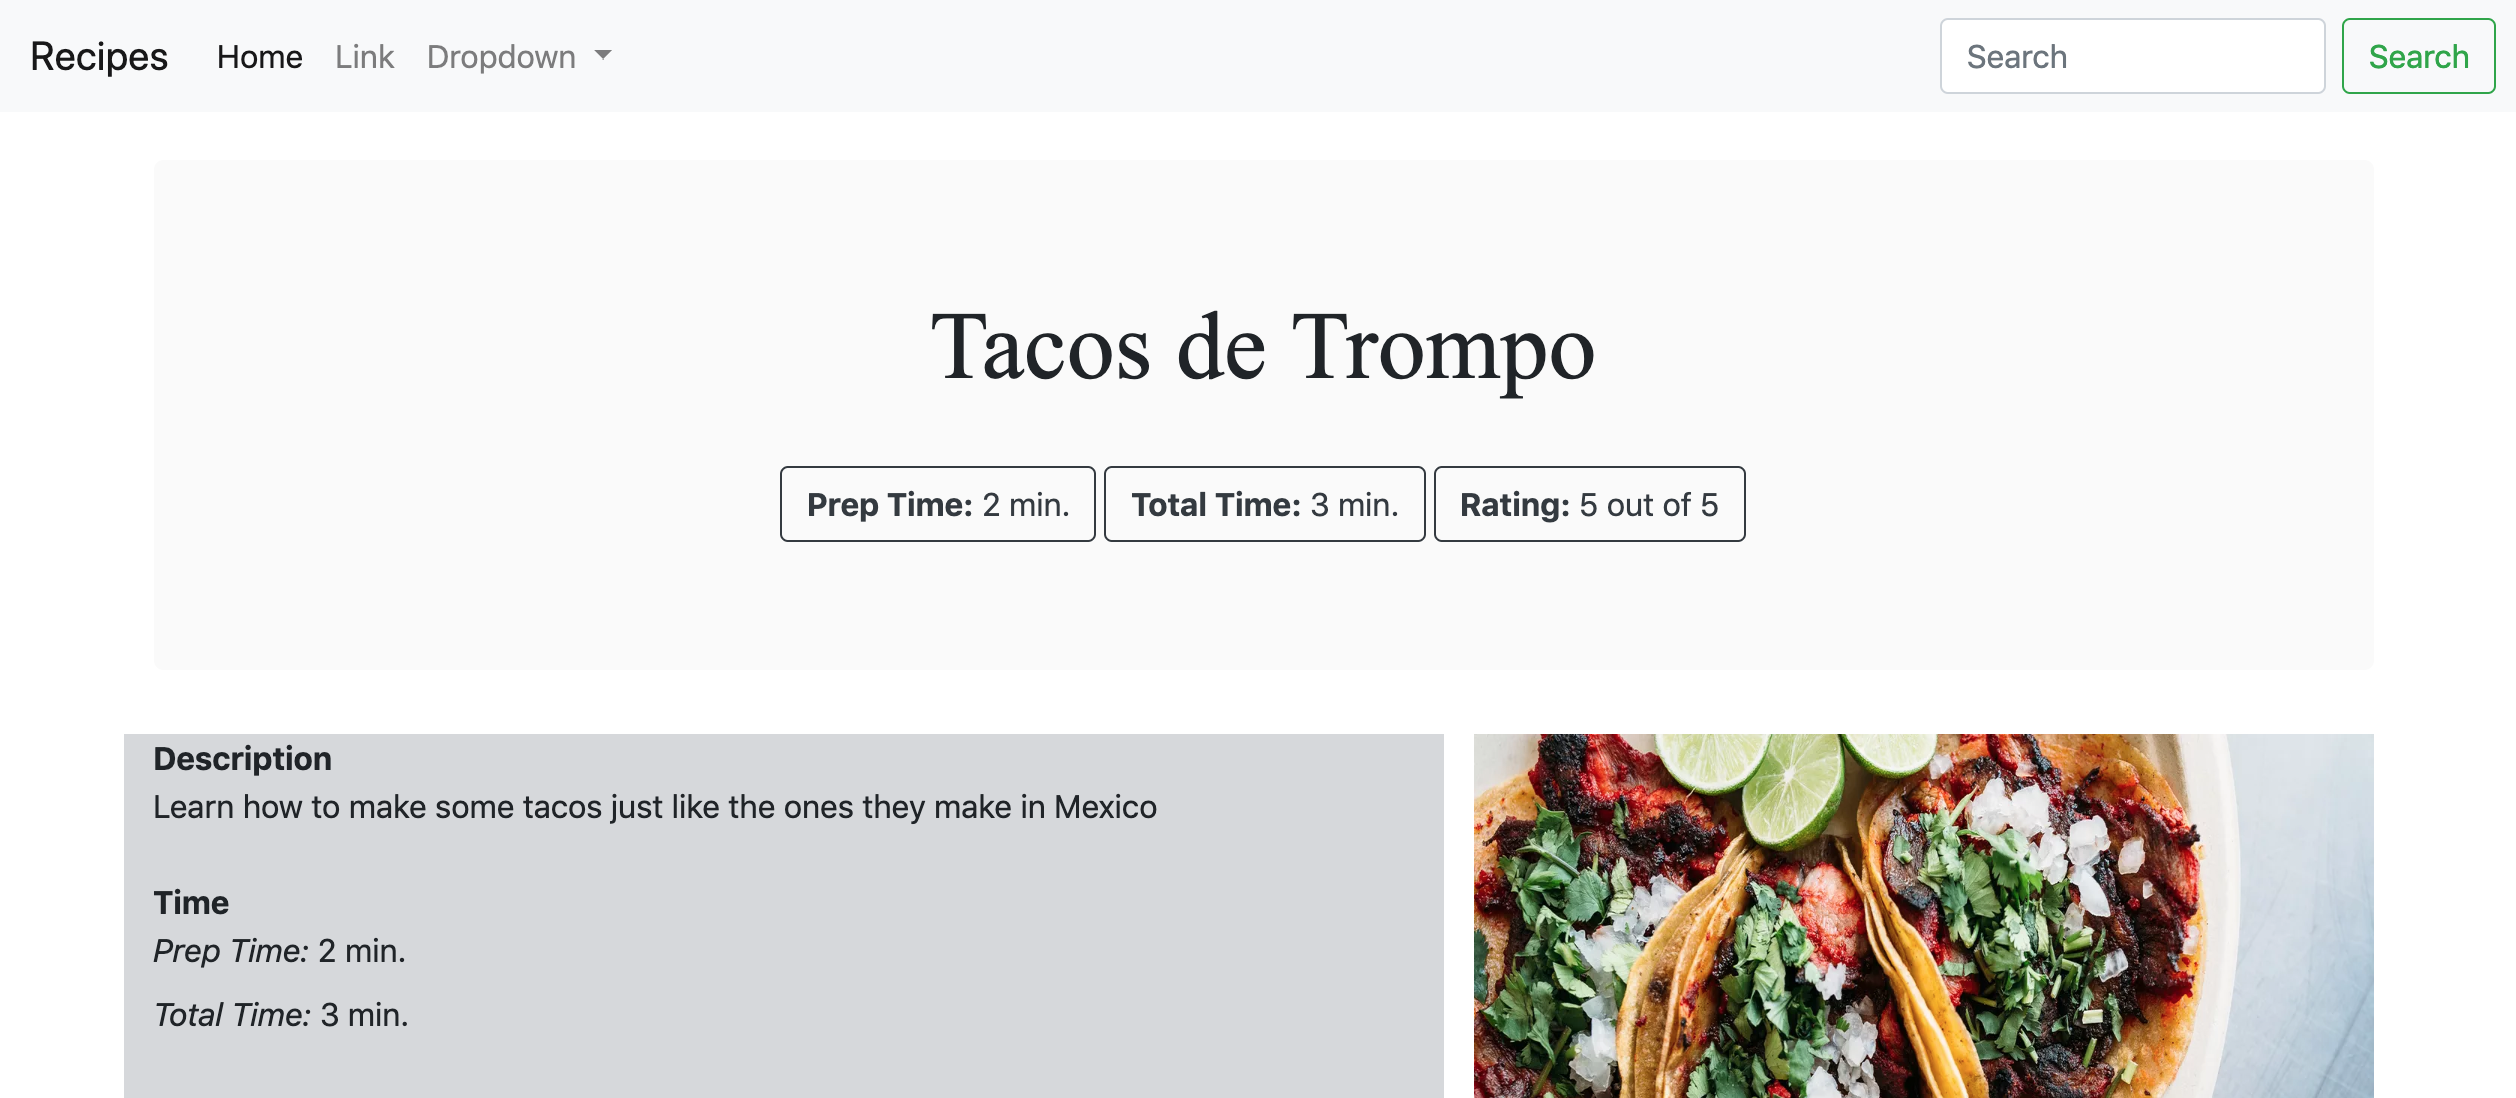 Recipes Home Link Dropdown Search Search
Tacos de Trompo
Prep Time: 2 min. Total Time: 3 min. Rating: 5 out of 5
Description
Learn how to make some tacos just like the ones they make in Mexico
Time
Prep Time: 2 min.
Total Time: 3 min.